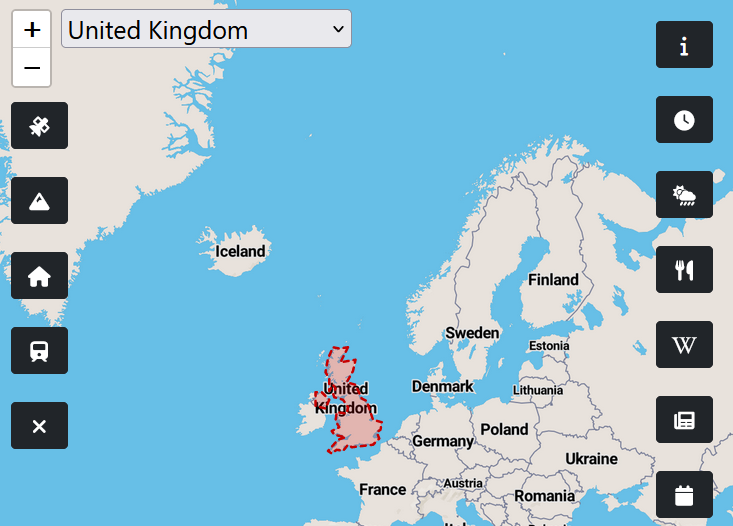 +
United Kingdom
−
i
Iceland
Finland
Sweden
Estonia
Denmark
Lithuania
W
United
Kingdom
Poland
Germany
Ukraine
Austria
France
Romania